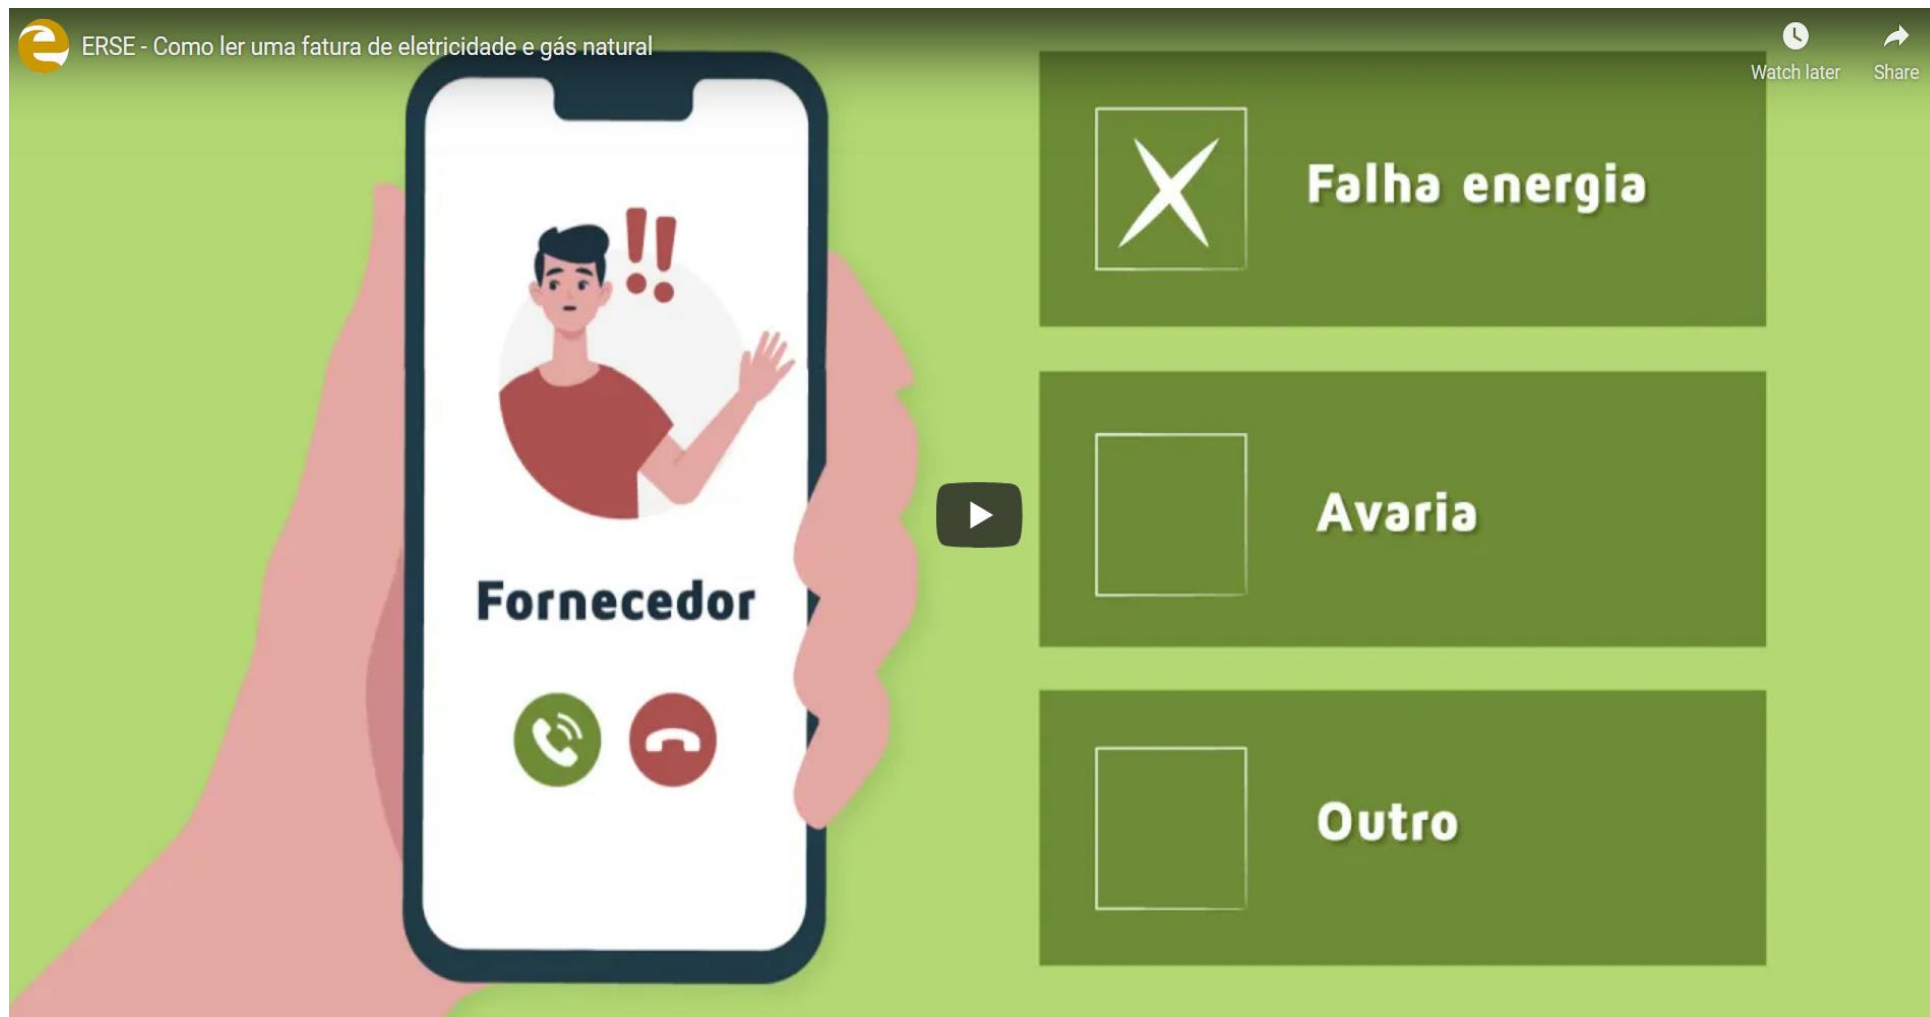 ERSE - Como ler uma fatura de eletricidade e gás natural
Watch later
Share
Falha energia
Avaria
Fornecedor
Outro